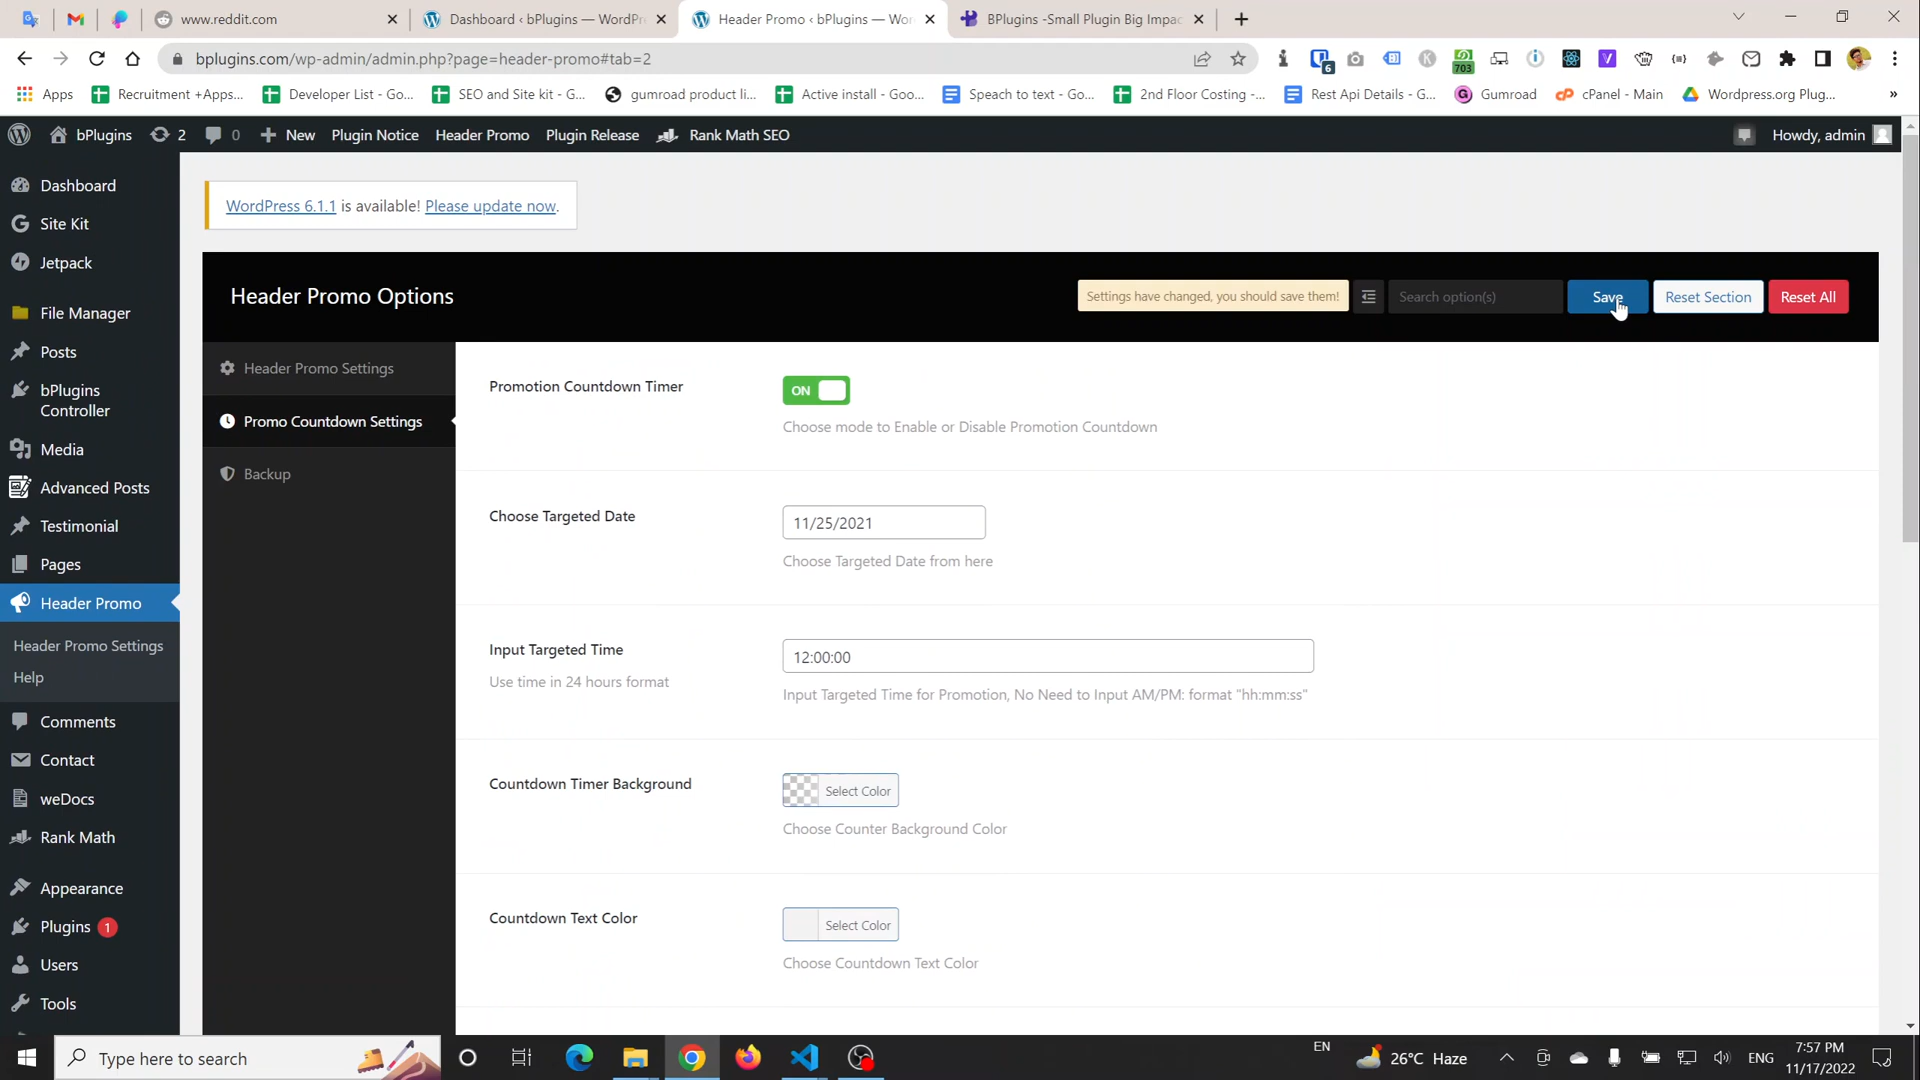 www.reddit.com
Dashboard ‹ bPlugins — WordPr
Header Promo ‹ bPlugins — Wor
BPlugins -Small Plugin Big Impac
bplugins.com/wp-admin/admin.php?page=header-promo#tab=2
6
703
Apps
Recruitment +Apps...
Developer List - Go...
SEO and Site kit - G...
gumroad product li...
Active install - Goo...
Speach to text - Go...
2nd Floor Costing -...
Rest Api Details - G...
Gumroad
cPanel - Main
Wordpress.org Plug...
»
bPlugins
2
0
New
Plugin Notice
Header Promo
Plugin Release
Rank Math SEO
Howdy, admin
Dashboard
Site Kit
Jetpack
File Manager
Posts
bPlugins
Controller
Media
Advanced Posts
Testimonial
Pages
Header Promo
Header Promo Settings
Help
Comments
Contact
weDocs
Rank Math
Appearance
Plugins 1
Users
Tools
WordPress 6.1.1 is available! Please update now.
Header Promo Options
Settings have changed, you should save them!
Search option(s)
Save
Reset Section
Reset All
Header Promo Settings
Promo Countdown Settings
Backup
Promotion Countdown Timer
ON
Choose mode to Enable or Disable Promotion Countdown
Choose Targeted Date
11/25/2021
Choose Targeted Date from here
Input Targeted Time
Use time in 24 hours format
12:00:00
Input Targeted Time for Promotion, No Need to Input AM/PM: format "hh:mm:ss"
Countdown Timer Background
Select Color
Choose Counter Background Color
Countdown Text Color
Select Color
Choose Countdown Text Color
Type here to search
EN
26°C Haze
ENG
7:57 PM
11/17/2022